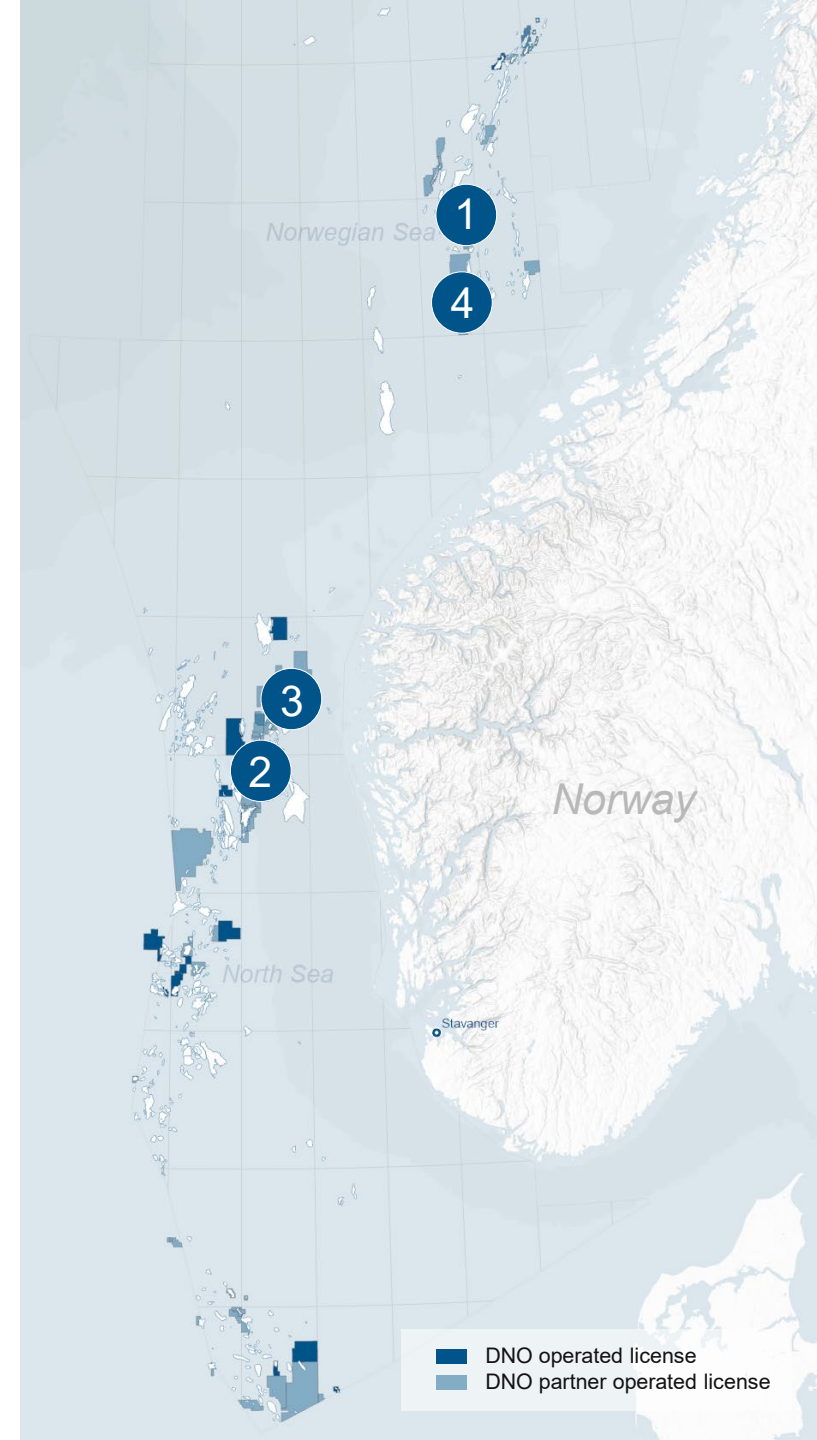 1
Norwegian Sea
4
3
2
Norway
North Sea
Stavanger
DNO operated license
DNO partner operated license